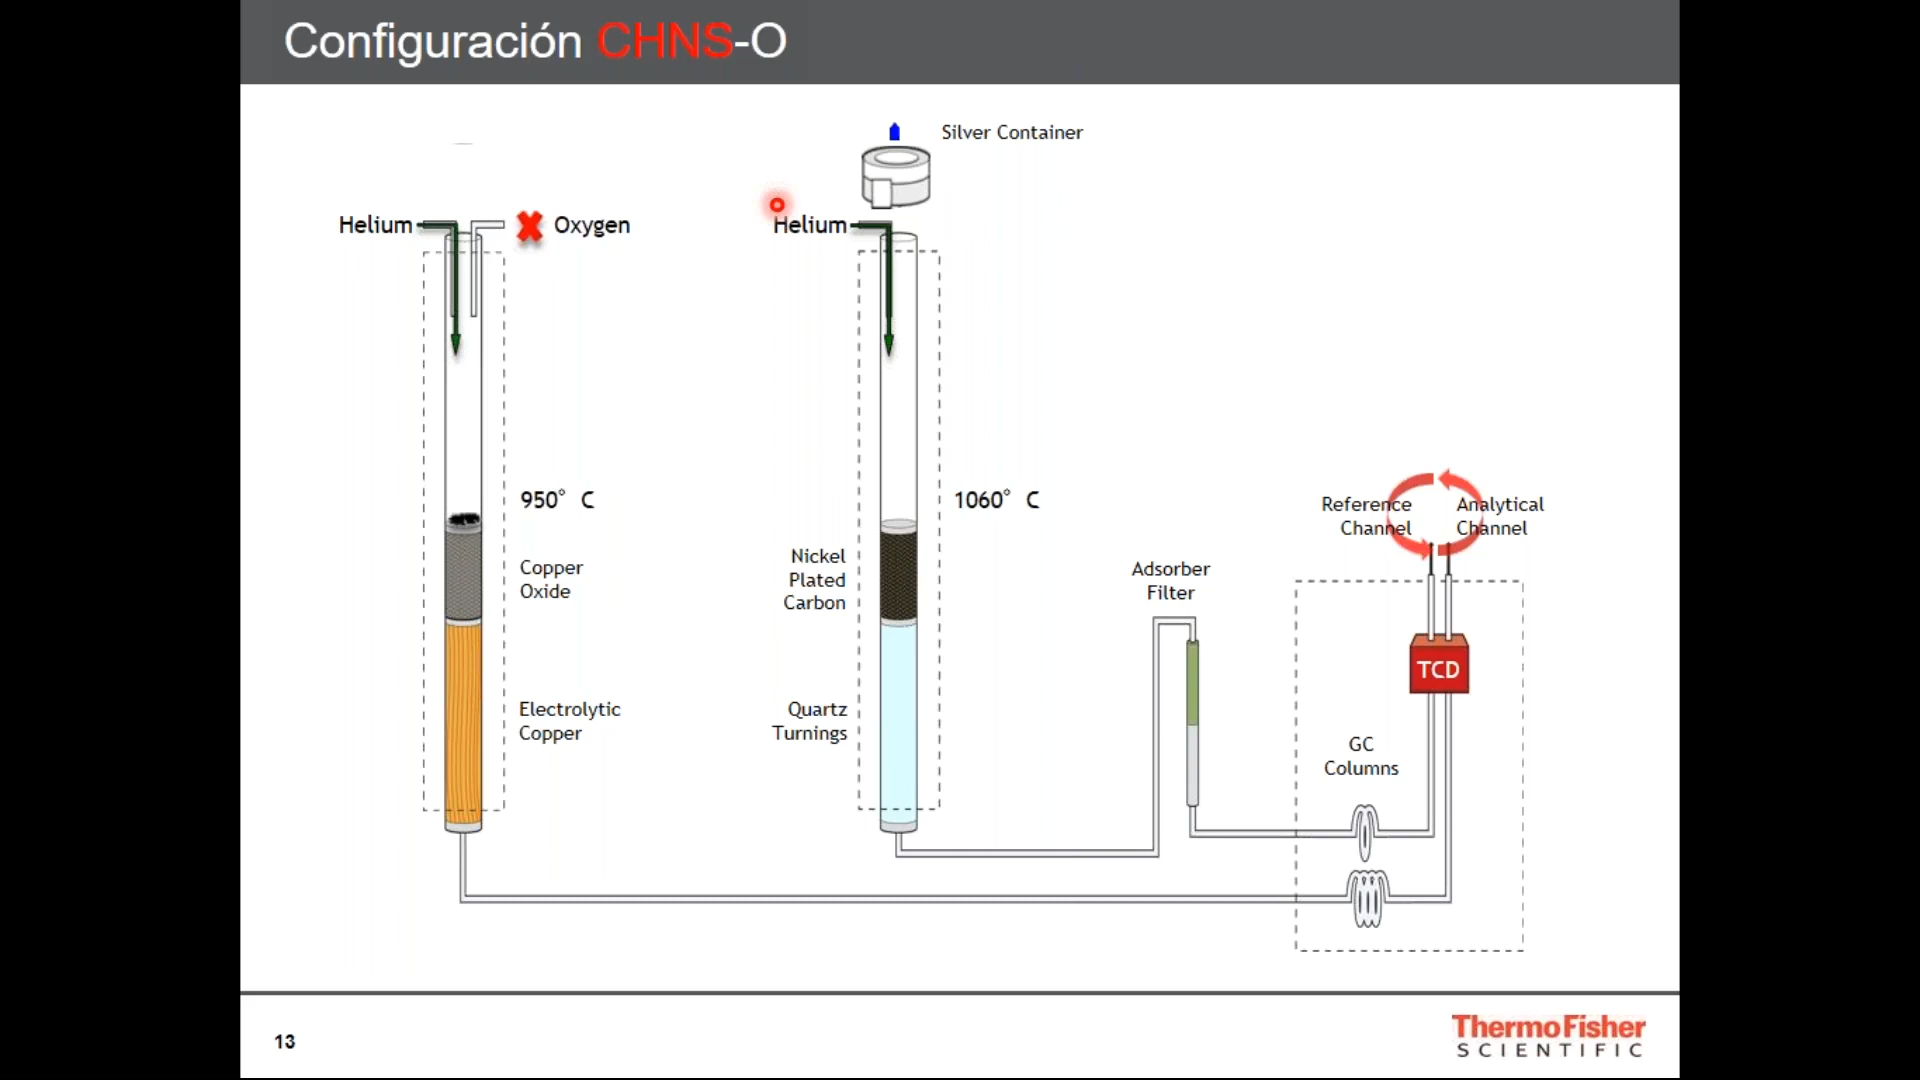 Configuración CHNS-O
Silver Container
Helium
Oxygen
Helium
950° C
1060° C
Reference
Channel
Analytical
Channel
Copper
Oxide
Nickel
Plated
Carbon
Adsorber
Filter
TCD
Electrolytic
Copper
Quartz
Turnings
GC
Columns
13
ThermoFisher
SCIENTIFIC